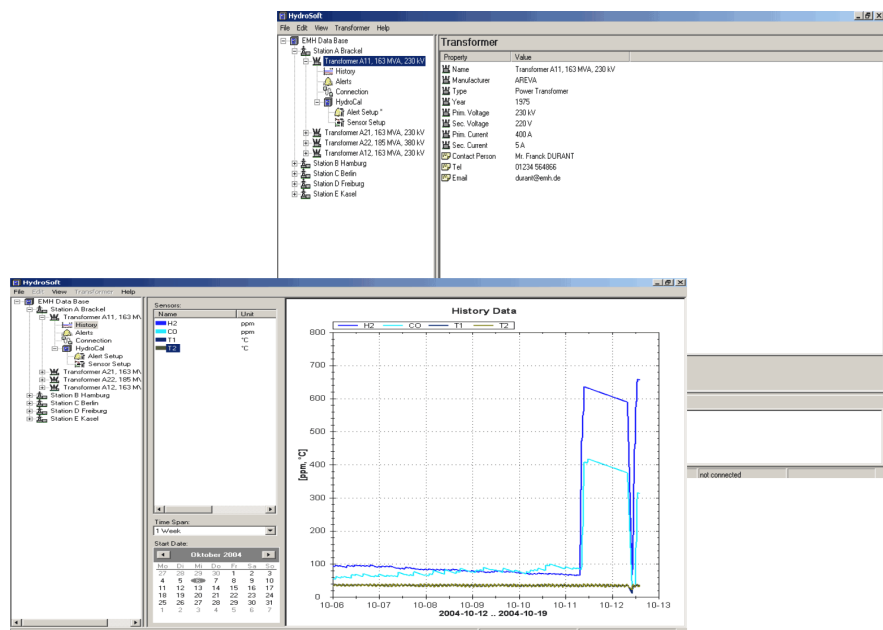 HydroSoft
File Edit View Transformer Help
EMH Data Base
Station A Brackel
Transformer A11, 163 MVA, 230 kV
History
Alerts
Connection
HydroCal
Alert Setup *
Sensor Setup
Transformer A21, 163 MVA, 230 kV
Transformer A22, 185 MVA, 380 kV
Transformer A12, 163 MVA, 230 kV
Station B Hamburg
Station C Berlin
Station D Freiburg
Station E Kasel
Transformer
Property Value
Name Transformer A11, 163 MVA, 230 kV
Manufacturer AREVA
Type Power Transformer
Year 1975
Prim. Voltage 230 kV
Sec. Voltage 220 V
Prim. Current 400 A
Sec. Current 5 A
Contact Person Mr. Franck DURANT
Tel 01234 564866
Email durant@emh.de
not connected
HydroSoft
File Edit View Transformer Help
EMH Data Base
Station A Brackel
Transformer A11, 163 M
History
Alerts
Connection
HydroCal
Alert Setup
Sensor Setup
Transformer A21, 163 M
Transformer A22, 185 M
Transformer A12, 163 M
Station B Hamburg
Station C Berlin
Station D Freiburg
Station E Kasel
Sensors:
Name Unit
H2 ppm
CO ppm
T1 °C
T2 °C
Time Span:
1 Week
Start Date:
Oktober 2004
Mo Di Mi Do Fr Sa So
27 28 29 30 1 2 3
4 5 6 7 8 9 10
11 12 13 14 15 16 17
18 19 20 21 22 23 24
25 26 27 28 29 30 31
1 2 3 4 5 6 7
History Data
H2 CO T1 T2
800
700
600
500
400
300
200
100
0
[ppm, °C]
10-06 10-07 10-08 10-09 10-10 10-11 10-12 10-13
2004-10-12 .. 2004-10-19